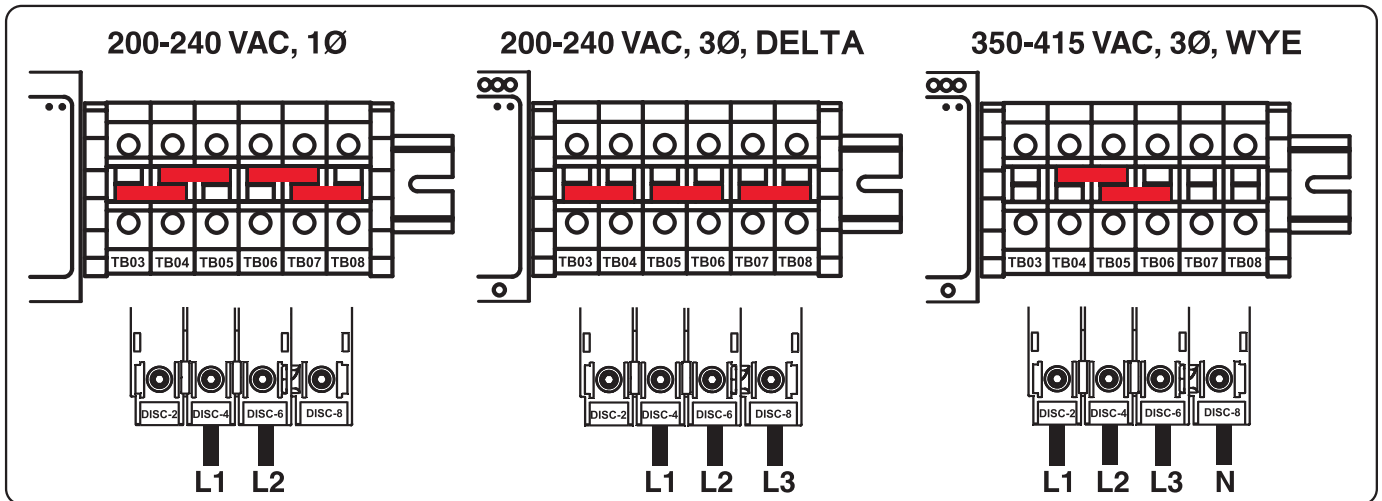 200-240 VAC, 1Ø
TB03 TB04 TB05 TB06 TB07 TB08
DISC-2 DISC-4 DISC-6 DISC-8
L1 L2
200-240 VAC, 3Ø, DELTA
TB03 TB04 TB05 TB06 TB07 TB08
DISC-2 DISC-4 DISC-6 DISC-8
L1 L2 L3
350-415 VAC, 3Ø, WYE
TB03 TB04 TB05 TB06 TB07 TB08
DISC-2 DISC-4 DISC-6 DISC-8
L1 L2 L3 N